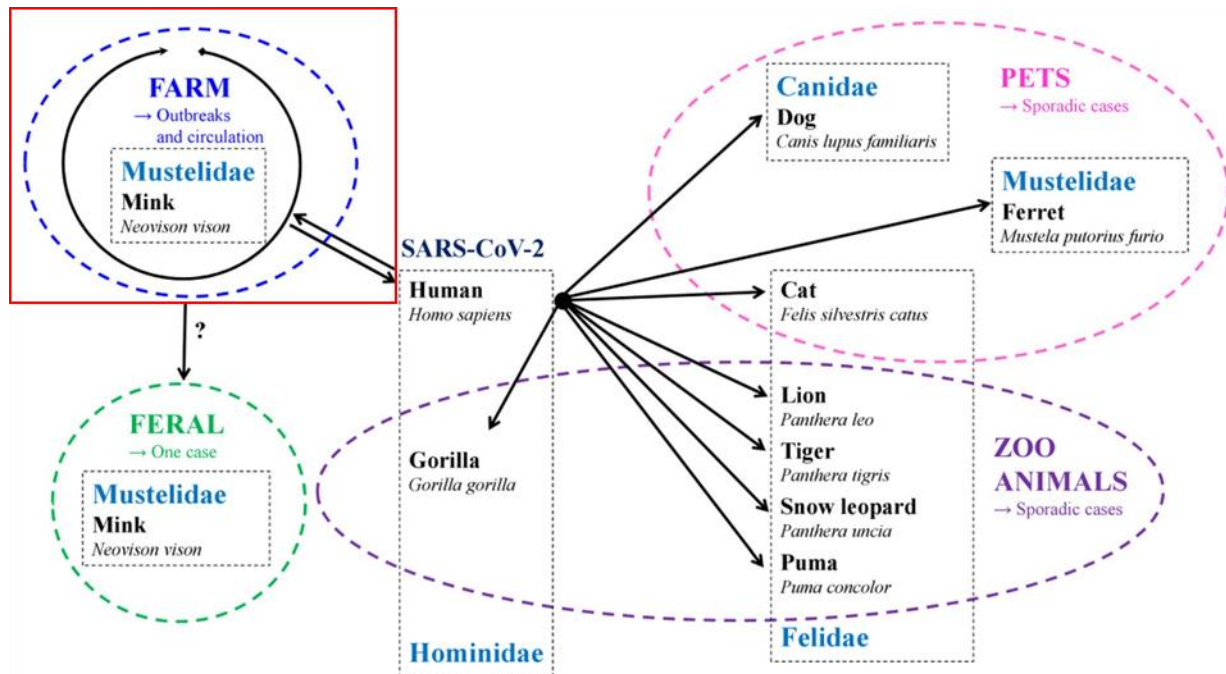 FARM
→ Outbreaks
and circulation
Mustelidae
Mink
Neovison vison
?
FERAL
→ One case
Mustelidae
Mink
Neovison vison
SARS-CoV-2
Human
Homo sapiens
Gorilla
Gorilla gorilla
Hominidae
PETS
→ Sporadic cases
Canidae
Dog
Canis lupus familiaris
Mustelidae
Ferret
Mustela putorius furio
Cat
Felis silvestris catus
Lion
Panthera leo
Tiger
Panthera tigris
Snow leopard
Panthera uncia
Puma
Puma concolor
Felidae
ZOO
ANIMALS
→ Sporadic cases